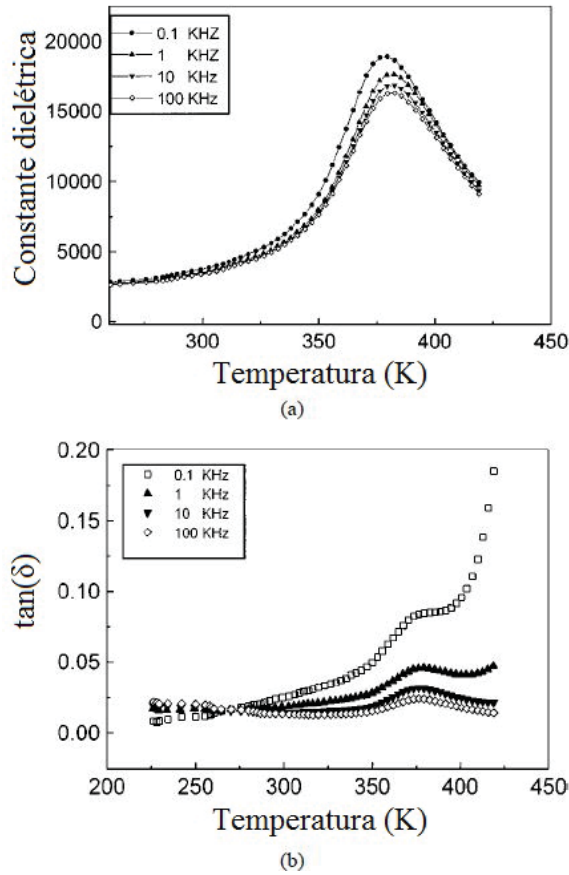 Constante dielétrica
20000
15000
10000
5000
0
0.1 KHZ
1 KHz
10 KHz
100 KHz
300
350
400
450
Temperatura (K)
(a)
tan(δ)
0.20
0.15
0.10
0.05
0.00
0.1 KHz
1 KHz
10 KHz
100 KHz
200
250
300
350
400
450
Temperatura (K)
(b)